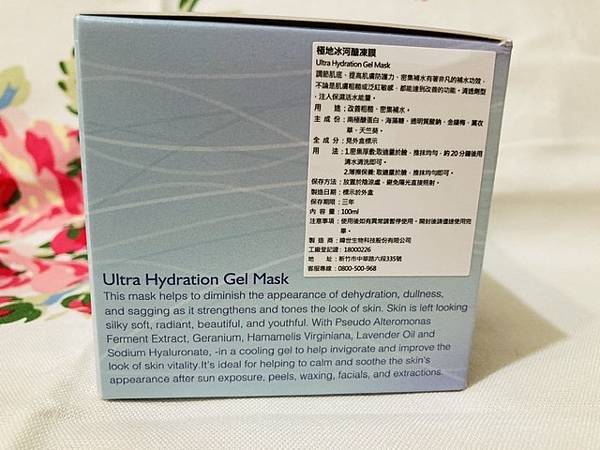 極地冰河醺凍膜
Ultra Hydration Gel Mask
調節肌底、提高肌膚防護力、密集補水有著非凡的補水功效,
不論是肌膚粗糙或泛紅敏感,都能達到改善的功能。清透劑型
,注入保濕活水能量。
用 途:改善粗糙、密集補水。
主 成 份:南極醣蛋白、海藻糖、透明質酸鈉、金縷梅、薰衣
草、天竺葵。
全 成 分:見外盒標示
用 法:1.密集厚敷:取適量於臉,推抹均勻,約20分鐘後用
清水清洗即可。
2.薄擦保養:取適量於臉,推抹均勻即可。
保存方法:放置於陰涼處,避免陽光直接照射。
製造日期:標示於外盒
保存期限:三年
內 容 量:100ml
注意事項:使用後如有異常請暫停使用。開封後請儘速使用完
畢。
製 造 商:暐世生物科技股份有限公司
工廠登記證:18000226
地 址:新竹市中華路六段335號
客服專線:0800-500-968
Ultra Hydration Gel Mask
This mask helps to diminish the appearance of dehydration, dullness,
and sagging as it strengthens and tones the look of skin. Skin is left looking
silky soft, radiant, beautiful, and youthful. With Pseudo Alteromonas
Ferment Extract, Geranium, Hamamelis Virginiana, Lavender Oil and
Sodium Hyaluronate, -in a cooling gel to help invigorate and improve the
look of skin vitality.It's ideal for helping to calm and soothe the skin's
appearance after sun exposure, peels, waxing, facials, and extractions.